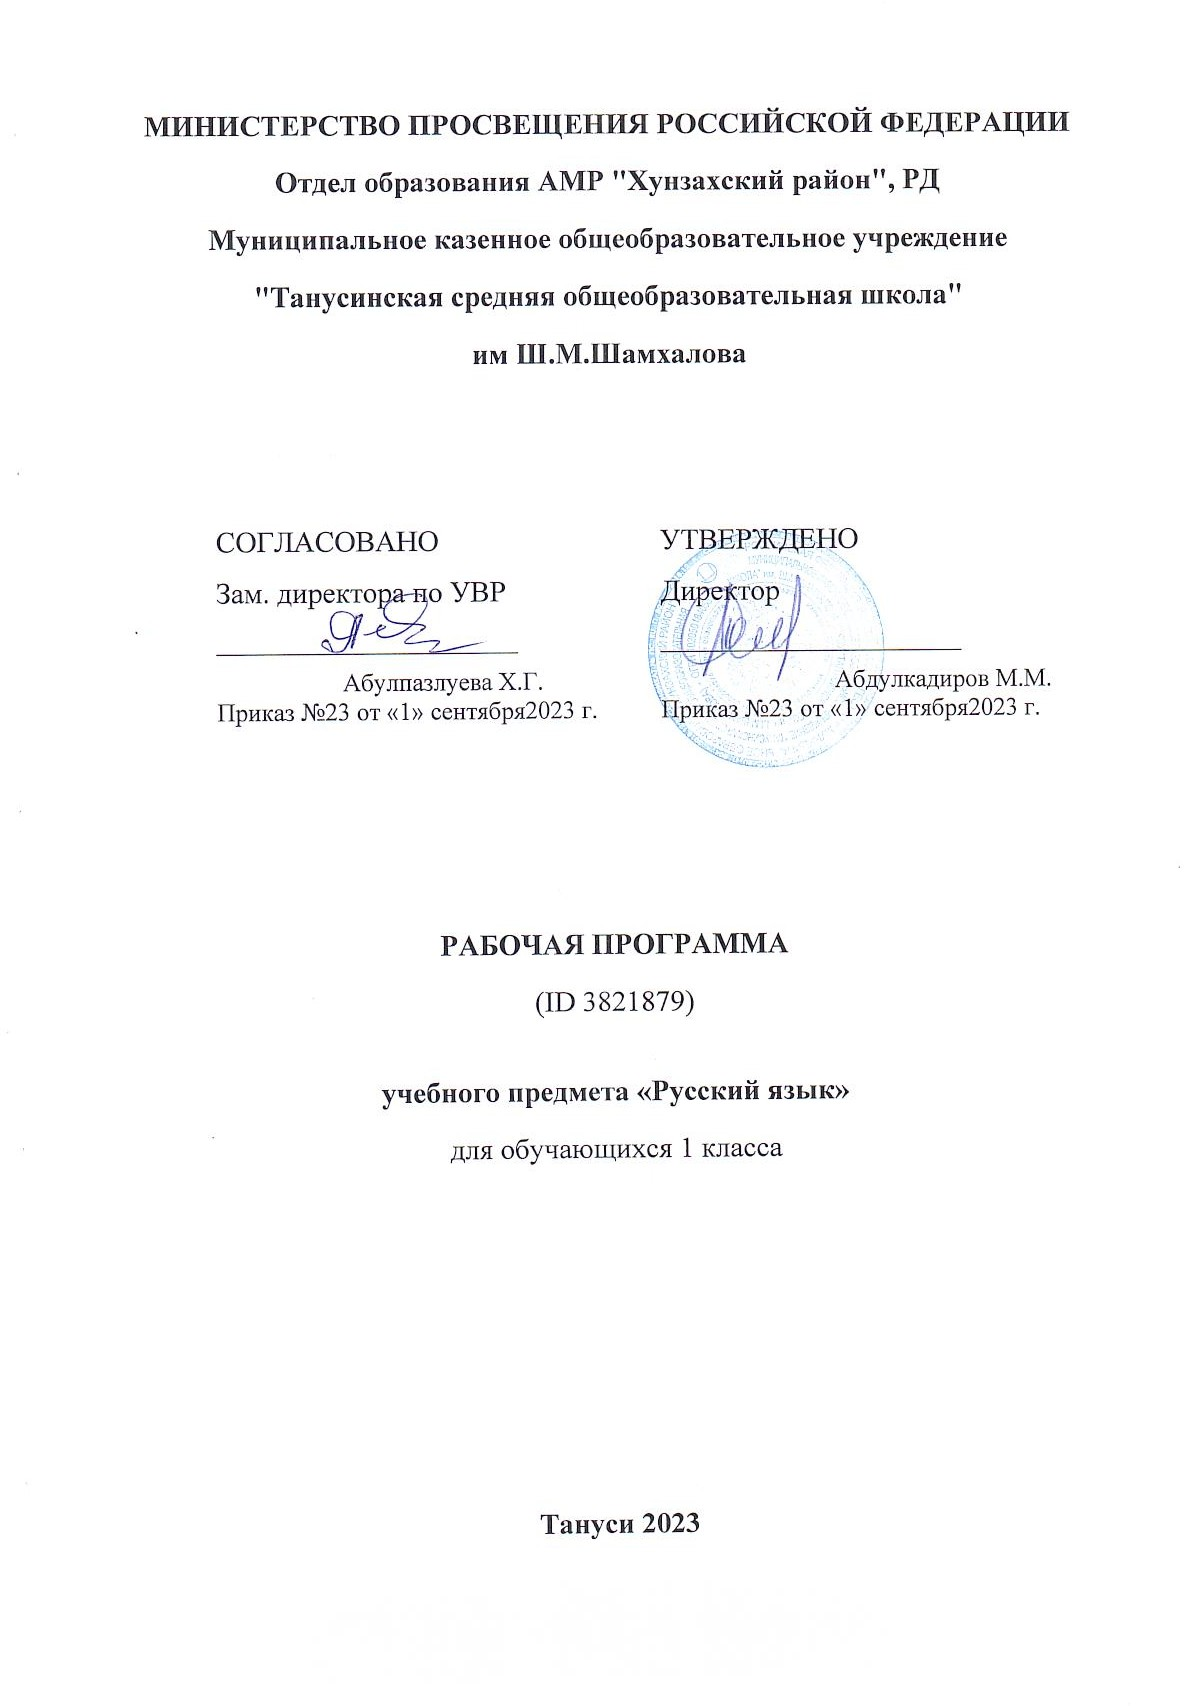 МИНИСТЕРСТВО ПРОСВЕЩЕНИЯ РОССИЙСКОЙ ФЕДЕРАЦИИ
Отдел образования АМР "Хунзахский район", РД
Муниципальное казенное общеобразовательное учреждение
"Танусинская средняя общеобразовательная школа"
им Ш.М.Шамхалова
СОГЛАСОВАНО
Зам. директора по УВР
Абулпазлуева Х.Г.
Приказ №23 от «1» сентября2023 г.
УТВЕРЖДЕНО
Директор
Абдулкадиров М.М.
Приказ №23 от «1» сентября2023 г.
РАБОЧАЯ ПРОГРАММА
(ID 3821879)
учебного предмета «Русский язык»
для обучающихся 1 класса
Тануси 2023